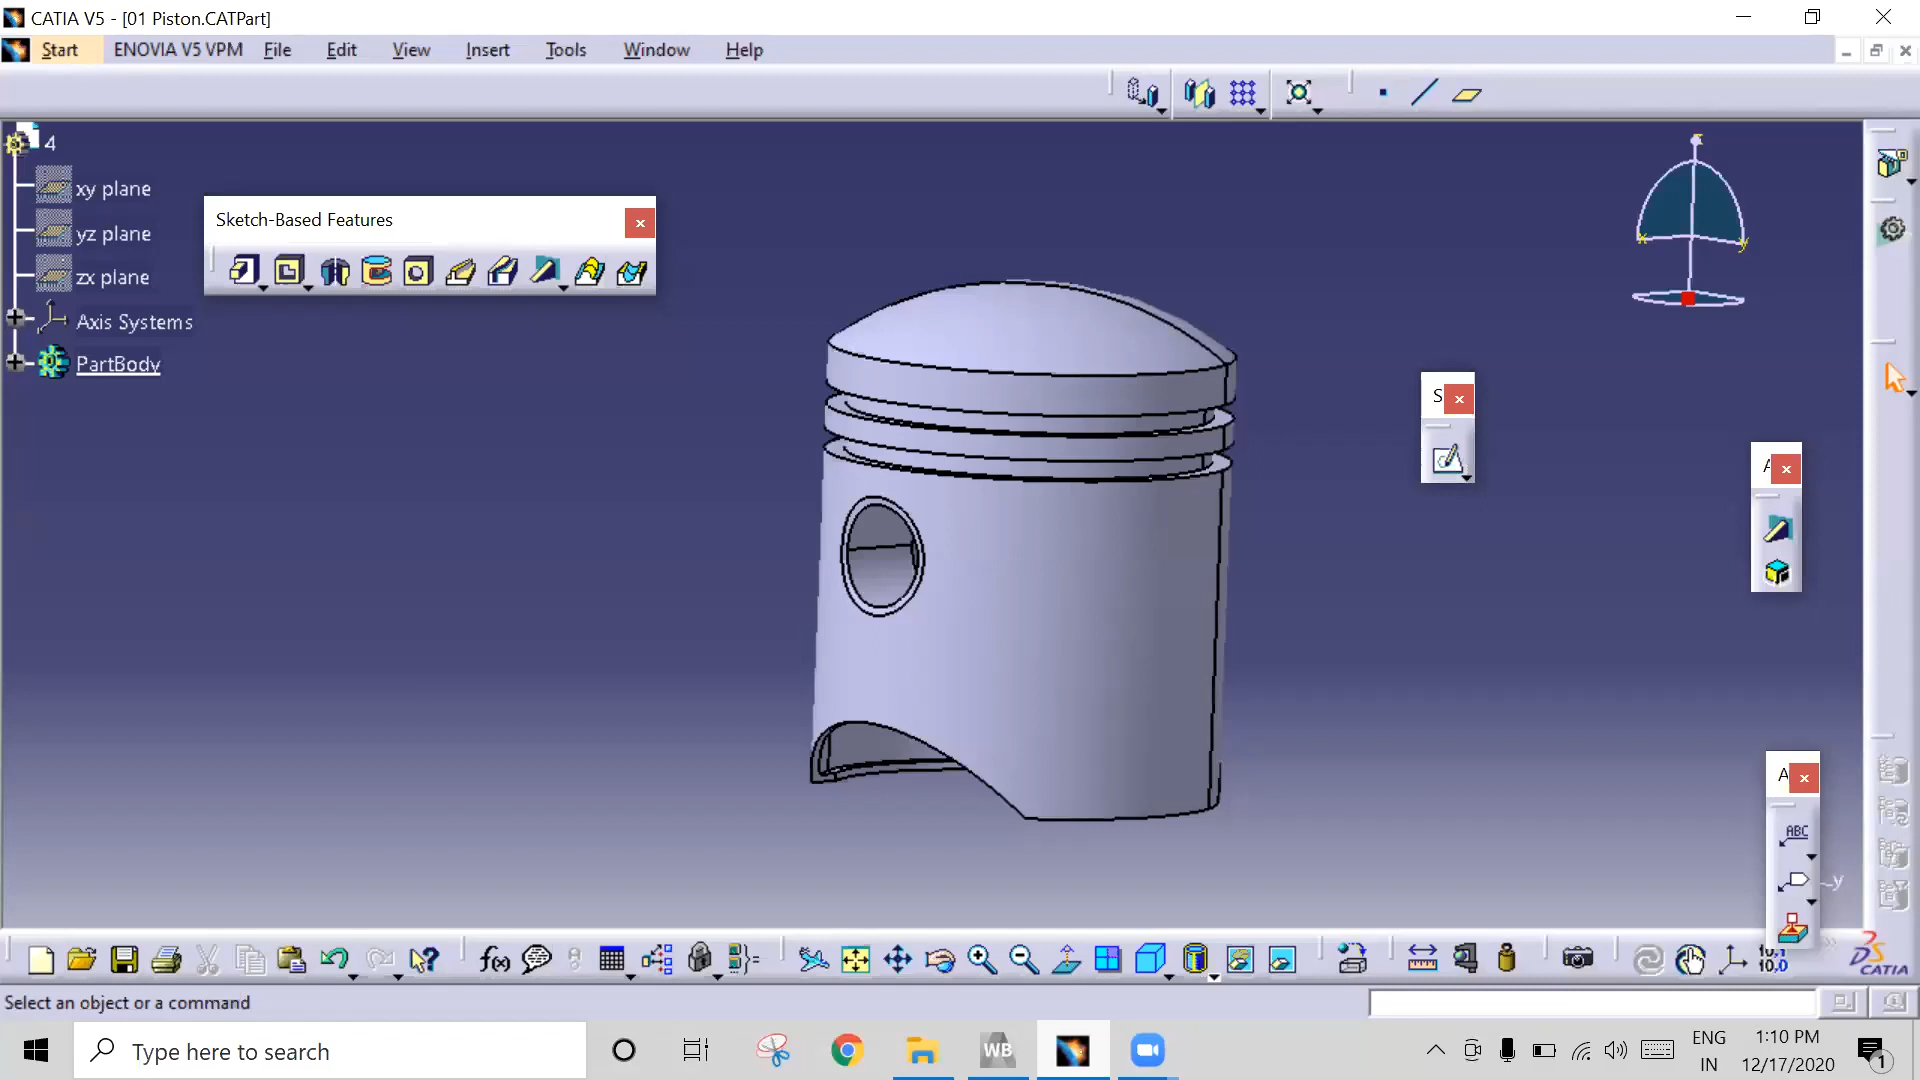 CATIA V5 - [01 Piston.CATPart]
Start ENOVIA V5 VPM File Edit View Insert Tools Window Help
4
xy plane
yz plane
zx plane
Axis Systems
PartBody
Sketch-Based Features
z
x y
S
A
A
ABC
y
f(x)
CATIA
Select an object or a command
Type here to search
WB
ENG
IN
1:10 PM
12/17/2020
1